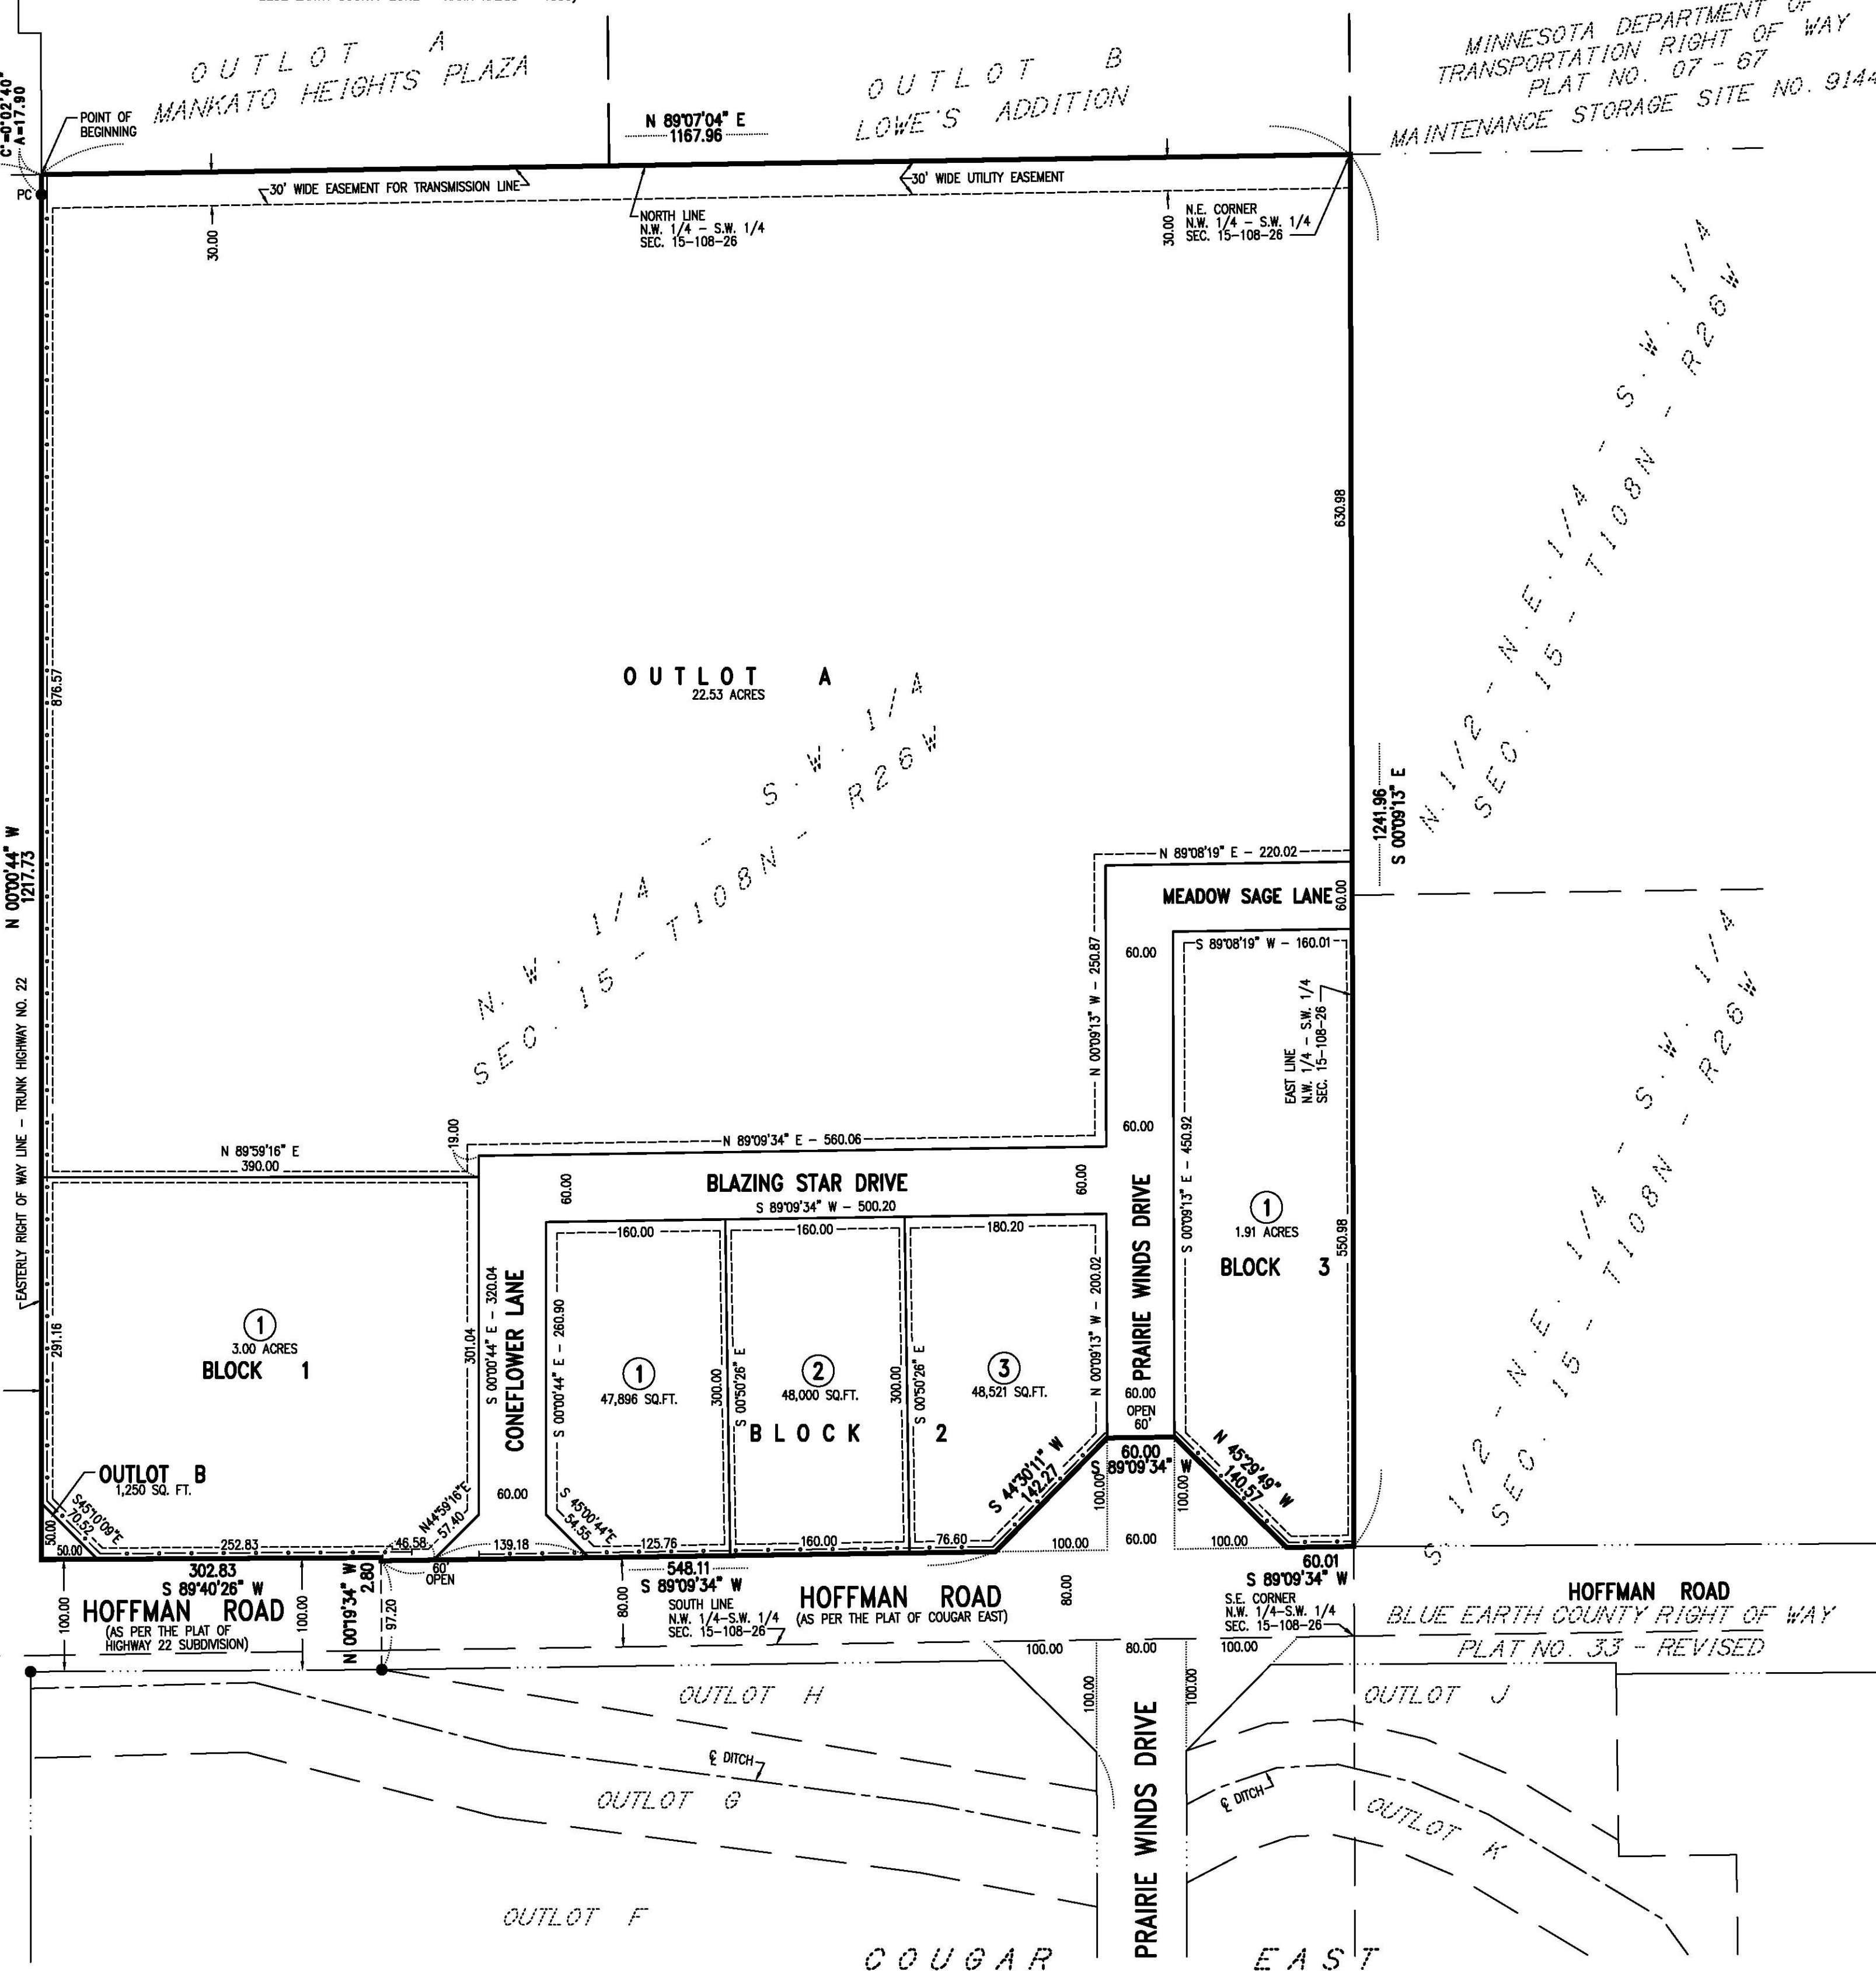 OUTLOT A
MANKATO HEIGHTS PLAZA
OUTLOT B
LOWE'S ADDITION
MINNESOTA DEPARTMENT OF
TRANSPORTATION RIGHT OF WAY
PLAT NO. 07 - 67
MAINTENANCE STORAGE SITE NO. 9144
C'=0°02'40"
A=17.90
POINT OF
BEGINNING
PC
N 89°07'04" E
1167.96
30' WIDE EASEMENT FOR TRANSMISSION LINE
30' WIDE UTILITY EASEMENT
30.00
NORTH LINE
N.W. 1/4 - S.W. 1/4
SEC. 15-108-26
30.00
N.E. CORNER
N.W. 1/4 - S.W. 1/4
SEC. 15-108-26
630.98
N. 1/2 - N.E. 1/4 - S.W. 1/4
SEC. 15 - T108N - R26W
876.57
OUTLOT A
22.53 ACRES
N.W. 1/4 - S.W. 1/4
SEC. 15 - T108N - R26W
1241.96
S 00°09'13" E
N 00°00'44" W
1217.73
N 89°08'19" E - 220.02
MEADOW SAGE LANE
60.00
60.00
S 89°08'19" W - 160.01
N 00°09'13" W - 250.87
EASTERLY RIGHT OF WAY LINE - TRUNK HIGHWAY NO. 22
EAST LINE
N.W. 1/4 - S.W. 1/4
SEC. 15-108-26
S 1/2 - N.E. 1/4 - S.W. 1/4
SEC. 15 - T108N - R26W
N 89°59'16" E
390.00
19.00
N 89°09'34" E - 560.06
60.00
60.00
BLAZING STAR DRIVE
60.00
S 89°09'34" W - 500.20
PRAIRIE WINDS DRIVE
S 00°09'13" E - 450.92
1
1.91 ACRES
BLOCK 3
550.98
160.00
160.00
180.20
291.16
1
3.00 ACRES
BLOCK 1
301.04
S 00°00'44" E - 320.04
CONEFLOWER LANE
S 00°00'44" E - 260.90
1
47,896 SQ.FT.
300.00
S 00°50'26" E
2
48,000 SQ.FT.
300.00
S 00°50'26" E
3
48,521 SQ.FT.
N 00°09'13" W - 200.02
BLOCK 2
60.00
OPEN
60'
60.00
S 89°09'34" W
S 44°30'11" W
142.27
N 45°29'49" W
140.57
100.00
100.00
OUTLOT B
1,250 SQ. FT.
S45°10'09"E
70.52
50.00
50.00
252.83
46.58
N44°59'16"E
57.40
60.00
139.18
S 45°00'44"E
54.55
125.76
160.00
76.60
100.00
60.00
100.00
60.01
S 89°09'34" W
302.83
S 89°40'26" W
N 00°19'34" W
2.80
97.20
60'
OPEN
548.11
S 89°09'34" W
80.00
80.00
100.00
100.00
HOFFMAN ROAD
(AS PER THE PLAT OF
HIGHWAY 22 SUBDIVISION)
SOUTH LINE
N.W. 1/4-S.W. 1/4
SEC. 15-108-26
HOFFMAN ROAD
(AS PER THE PLAT OF COUGAR EAST)
S.E. CORNER
N.W. 1/4-S.W. 1/4
SEC. 15-108-26
HOFFMAN ROAD
BLUE EARTH COUNTY RIGHT OF WAY
PLAT NO. 33 - REVISED
100.00
80.00
100.00
100.00
100.00
OUTLOT H
OUTLOT J
℄ DITCH
OUTLOT G
℄ DITCH
OUTLOT K
PRAIRIE WINDS DRIVE
OUTLOT F
COUGAR EAST